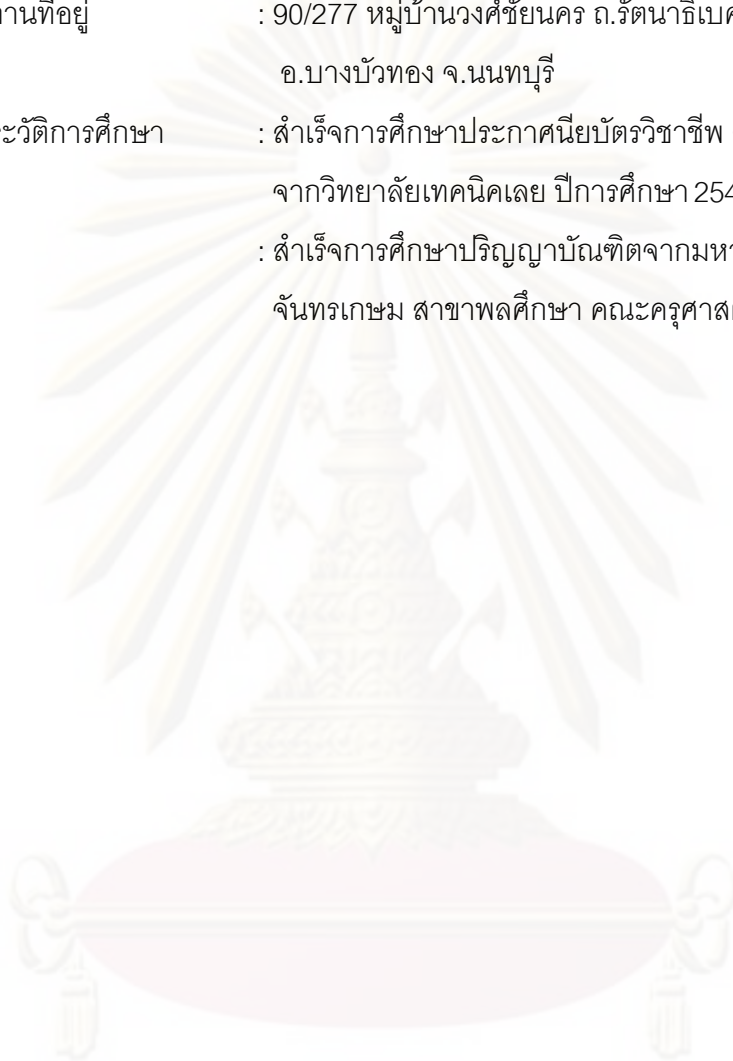 านที่อยู่ : 90/277 หมู่บ้านวงศ์ชัยนคร ถ.รัตนาธิเบศ
อ.บางบัวทอง จ.นนทบุรี
ะวัติการศึกษา : สำเร็จการศึกษาประกาศนียบัตรวิชาชีพ
จากวิทยาลัยเทคนิคเลย ปีการศึกษา 254
: สำเร็จการศึกษาปริญญาบัณฑิตจากมหา
จันทรเกษม สาขาพลศึกษา คณะครุศาส